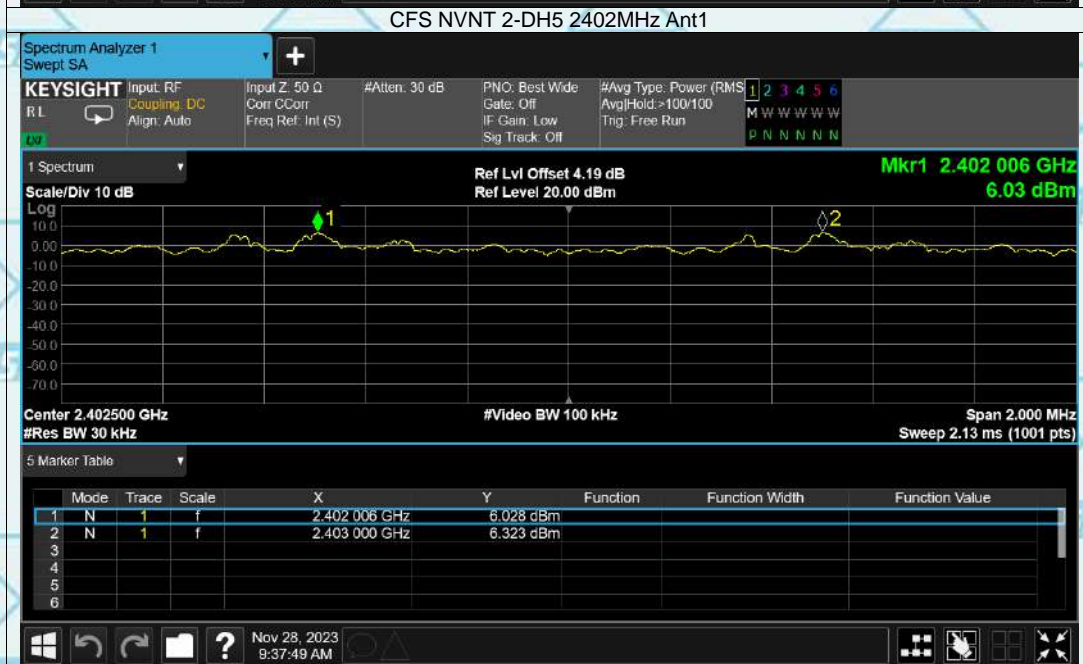 CFS NVNT 2-DH5 2402MHz Ant1
Spectrum Analyzer 1
Swept SA
+
KEYSIGHT Input: RF Input Z: 50 Ω #Atten: 30 dB PNO: Best Wide #Avg Type: Power (RMS 1 2 3 4 5 6
RL Coupling: DC Corr CCorr Gate: Off Avg|Hold:>100/100 M W W W W W
Align: Auto Freq Ref: Int (S) IF Gain: Low Trig: Free Run
LXI Sig Track: Off P N N N N N
1 Spectrum Ref Lvl Offset 4.19 dB Mkr1 2.402 006 GHz
Scale/Div 10 dB Ref Level 20.00 dBm 6.03 dBm
Log
1 2
10.0
0.00
-10.0
-20.0
-30.0
-40.0
-50.0
-60.0
-70.0
Center 2.402500 GHz #Video BW 100 kHz Span 2.000 MHz
#Res BW 30 kHz Sweep 2.13 ms (1001 pts)
5 Marker Table
Mode Trace Scale X Y Function Function Width Function Value
1 N 1 f 2.402 006 GHz 6.028 dBm
2 N 1 f 2.403 000 GHz 6.323 dBm
3
4
5
6
? Nov 28, 2023
9:37:49 AM